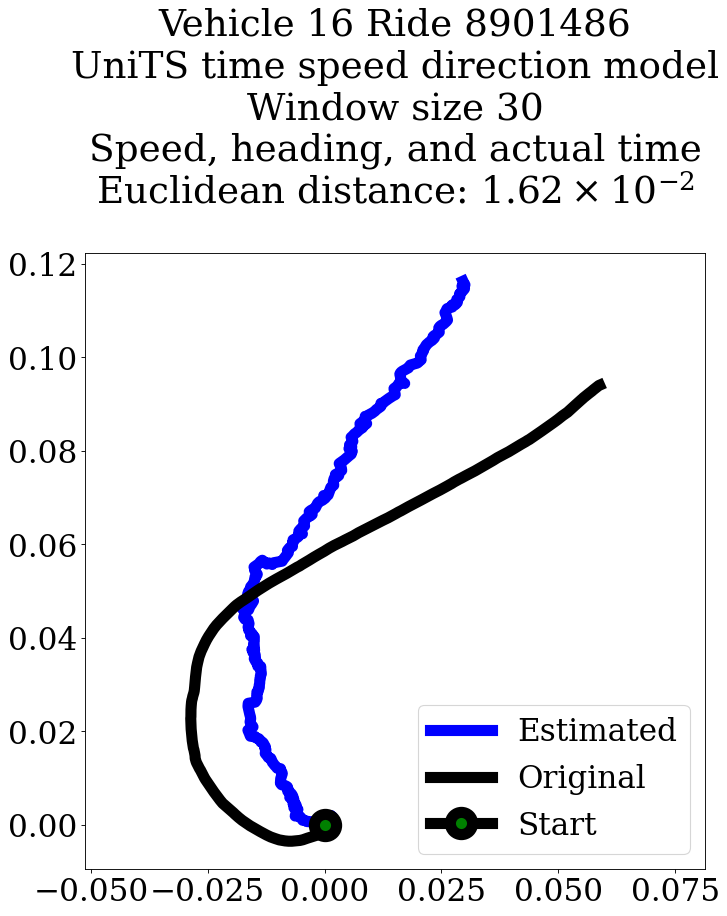 Vehicle 16 Ride 8901486
UniTS time speed direction model
Window size 30
Speed, heading, and actual time
Euclidean distance: 1.62 × 10⁻²
0.12
0.10
0.08
0.06
0.04
0.02
0.00
Estimated
Original
Start
−0.050 −0.025 0.000 0.025 0.050 0.075